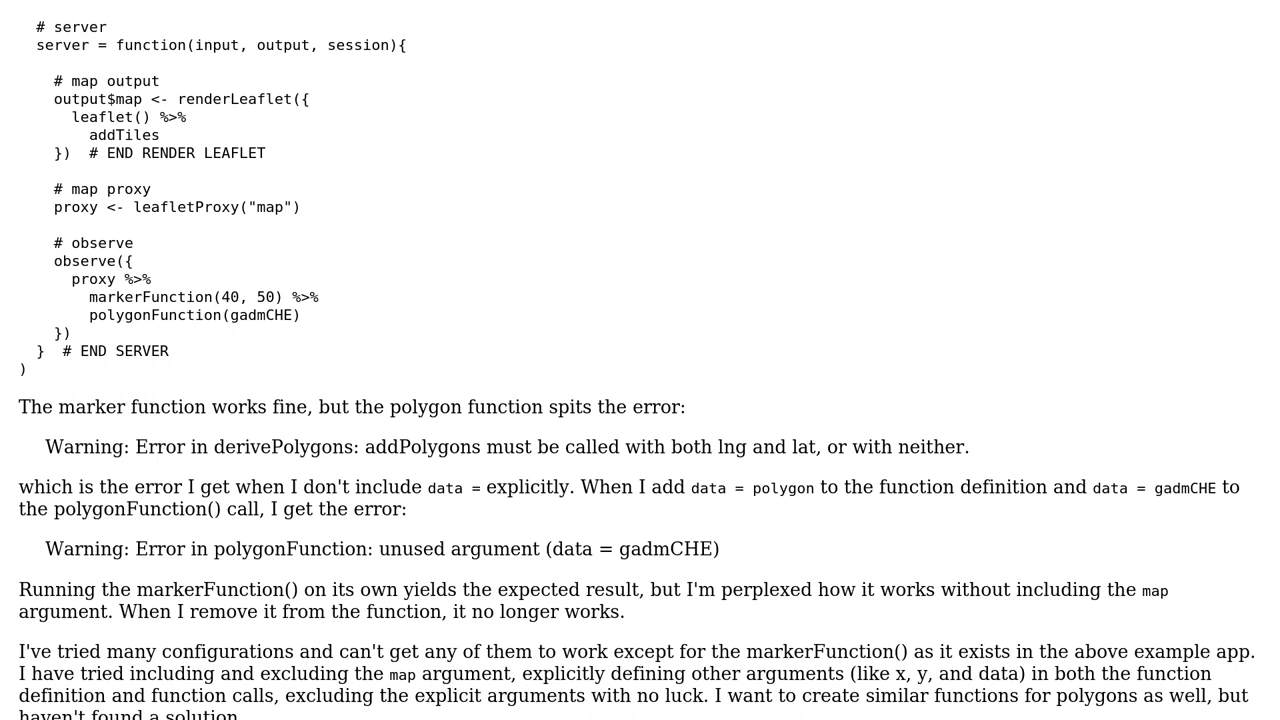 # server
server = function(input, output, session){
# map output
output$map <- renderLeaflet({
leaflet() %>%
addTiles
})  # END RENDER LEAFLET
# map proxy
proxy <- leafletProxy("map")
# observe
observe({
proxy %>%
markerFunction(40, 50) %>%
polygonFunction(gadmCHE)
})
}  # END SERVER
)
The marker function works fine, but the polygon function spits the error:
Warning: Error in derivePolygons: addPolygons must be called with both lng and lat, or with neither.
which is the error I get when I don't include data = explicitly. When I add data = polygon to the function definition and data = gadmCHE to
the polygonFunction() call, I get the error:
Warning: Error in polygonFunction: unused argument (data = gadmCHE)
Running the markerFunction() on its own yields the expected result, but I'm perplexed how it works without including the map
argument. When I remove it from the function, it no longer works.
I've tried many configurations and can't get any of them to work except for the markerFunction() as it exists in the above example app.
I have tried including and excluding the map argument, explicitly defining other arguments (like x, y, and data) in both the function
definition and function calls, excluding the explicit arguments with no luck. I want to create similar functions for polygons as well, but
haven't found a solution.